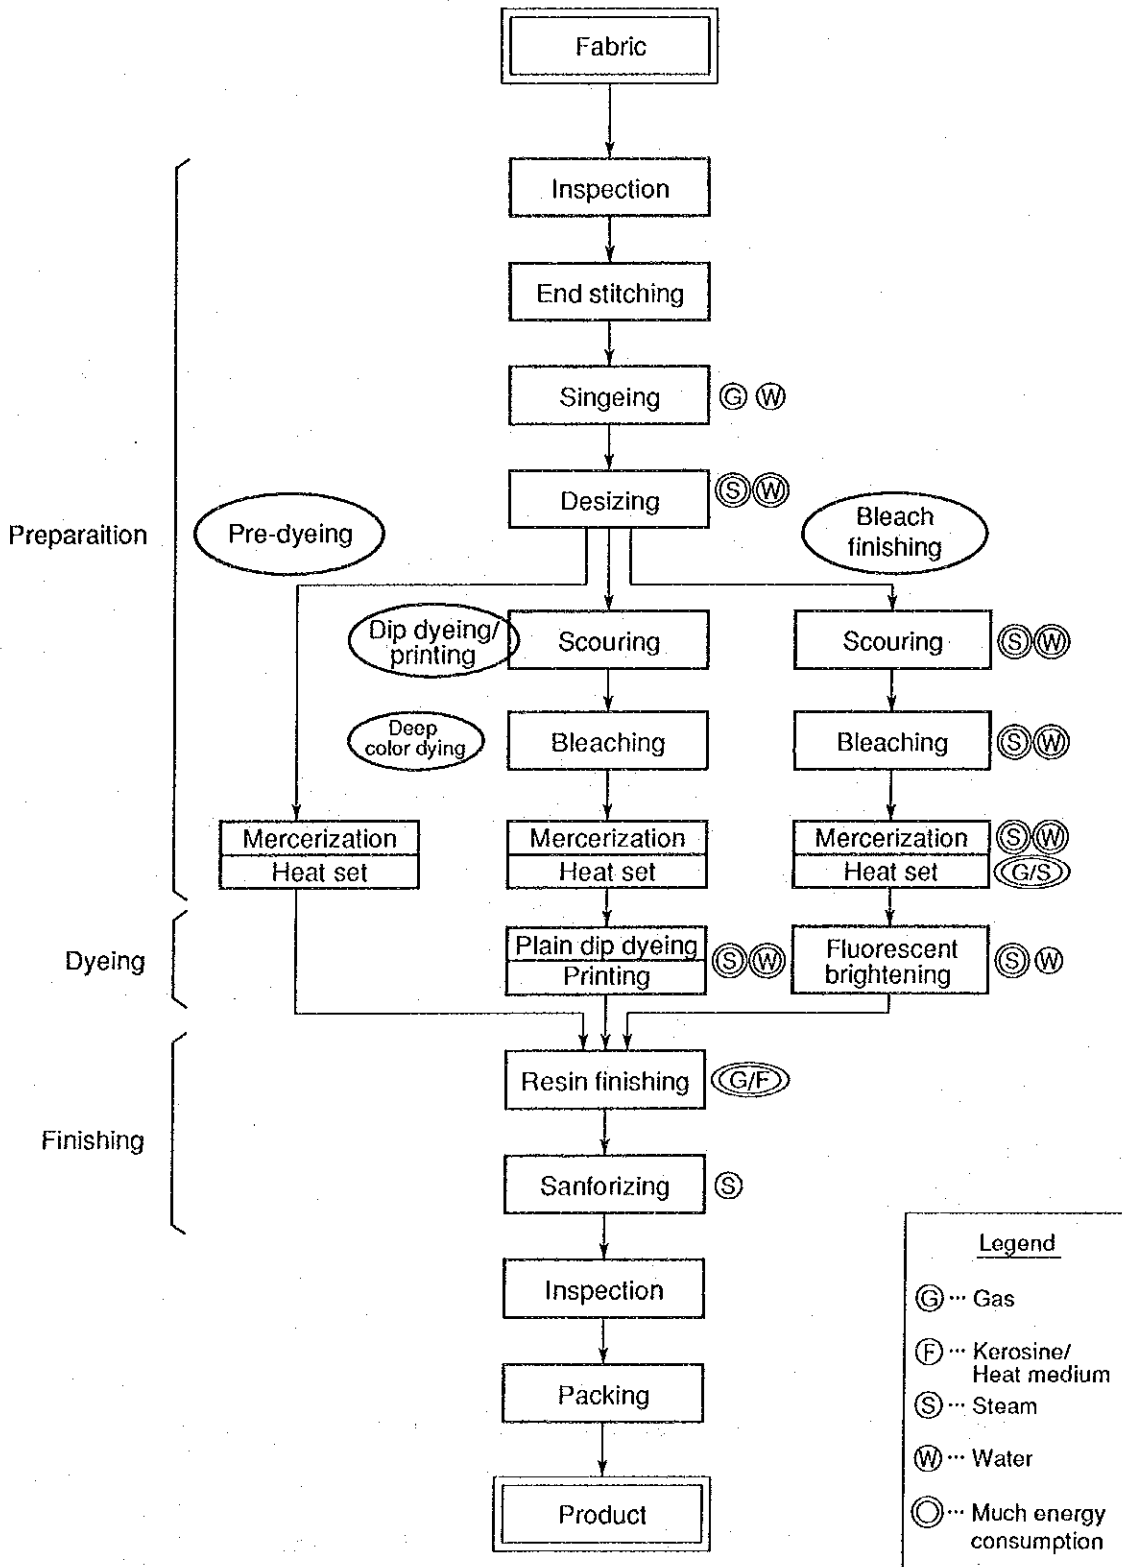 Fabric
Inspection
End stitching
Singeing
G W
Desizing
S W
Preparaition
Pre-dyeing
Bleach
finishing
Dip dyeing/
printing
Scouring
Scouring
S W
Deep
color dying
Bleaching
Bleaching
S W
Mercerization
Heat set
Mercerization
Heat set
Mercerization
Heat set
S W
G/S
Dyeing
Plain dip dyeing
Printing
S W
Fluorescent
brightening
S W
Finishing
Resin finishing
G/F
Sanforizing
S
Inspection
Packing
Product
Legend
G ... Gas
F ... Kerosine/
Heat medium
S ... Steam
W ... Water
... Much energy
consumption